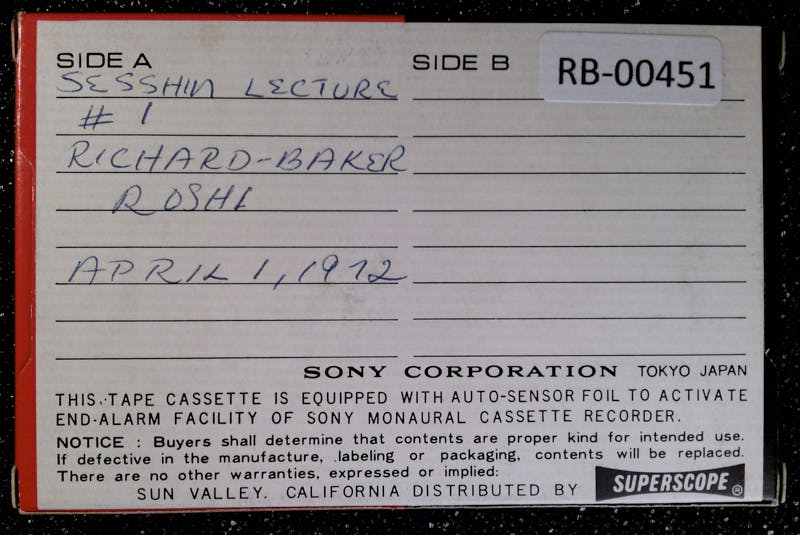 SIDE A
SESSHIN LECTURE
# 1
RICHARD-BAKER
ROSHI
APRIL 1, 1972
SIDE B
RB-00451
SONY CORPORATION TOKYO JAPAN
THIS TAPE CASSETTE IS EQUIPPED WITH AUTO-SENSOR FOIL TO ACTIVATE
END-ALARM FACILITY OF SONY MONAURAL CASSETTE RECORDER.
NOTICE : Buyers shall determine that contents are proper kind for intended use.
If defective in the manufacture, labeling or packaging, contents will be replaced.
There are no other warranties, expressed or implied:
SUN VALLEY. CALIFORNIA DISTRIBUTED BY SUPERSCOPE®